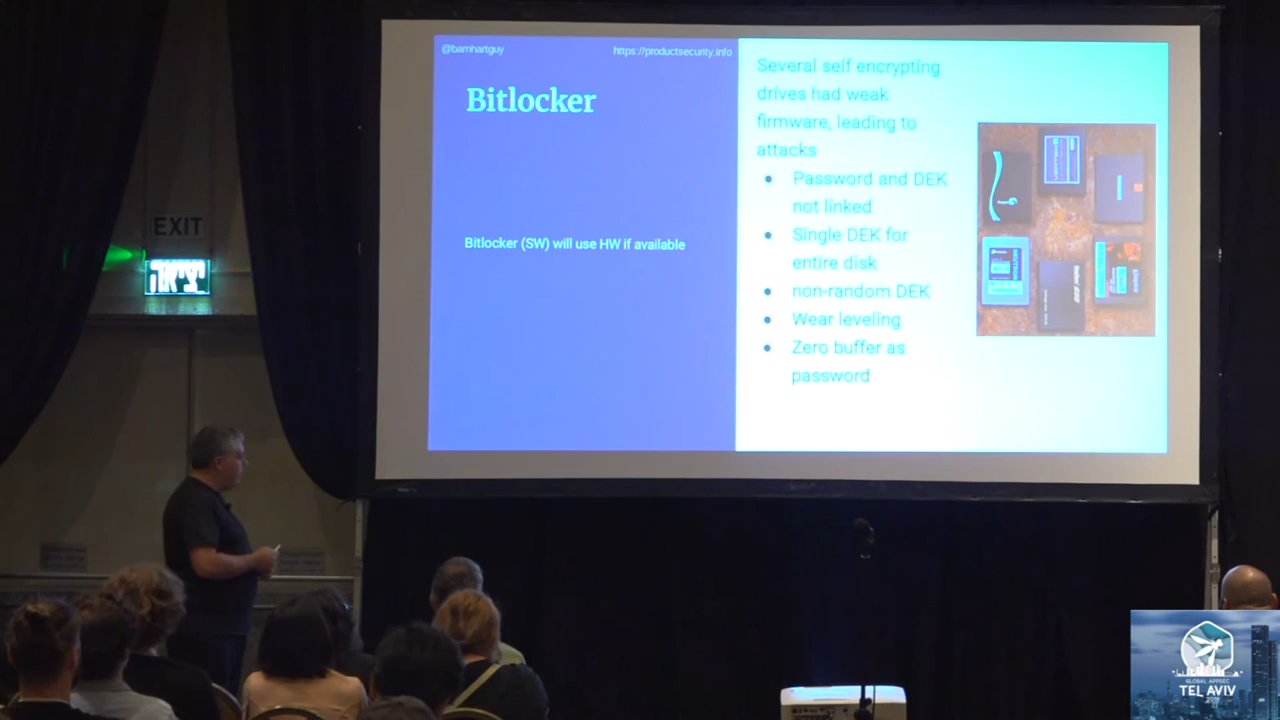 @barnhartguy
https://productsecurity.info
Bitlocker
Bitlocker (SW) will use HW if available
Several self encrypting
drives had weak
firmware, leading to
attacks
● Password and DEK
not linked
● Single DEK for
entire disk
● non-random DEK
● Wear leveling
● Zero buffer as
password
EXIT
GLOBAL APPSEC
TEL AVIV